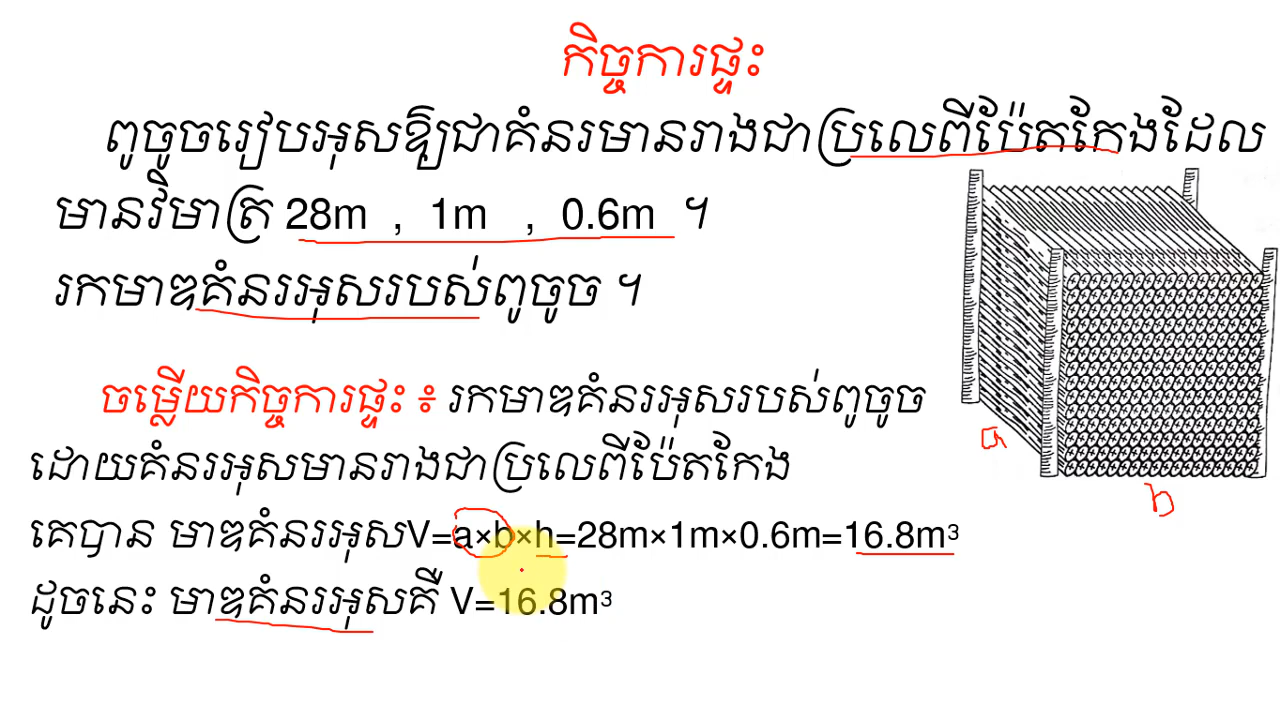 កិច្ចការផ្ទះ
ពូចូចរៀបអុសឱ្យជាគំនរមានរាងជាប្រលេពីប៉ែតកែងដែល
មានវិមាត្រ 28m , 1m , 0.6m ។
រកមាឌគំនរអុសរបស់ពូចូច ។
ចម្លើយកិច្ចការផ្ទះ ៖ រកមាឌគំនរអុសរបស់ពូចូច
ដោយគំនរអុសមានរាងជាប្រលេពីប៉ែតកែង
គេបាន មាឌគំនរអុសV=a×b×h=28m×1m×0.6m=16.8m³
ដូចនេះ មាឌគំនរអុសគឺ V=16.8m³
a
b